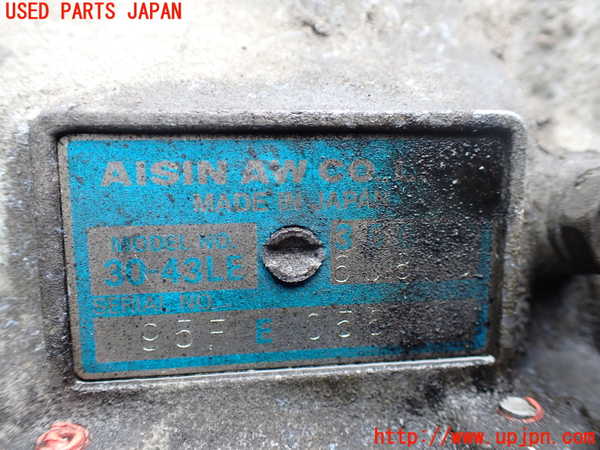 USED PARTS JAPAN
AISIN AW CO.
MADE IN JAPAN
MODEL NO.
30-43LE
SERIAL NO.
http://www.upjpn.com/